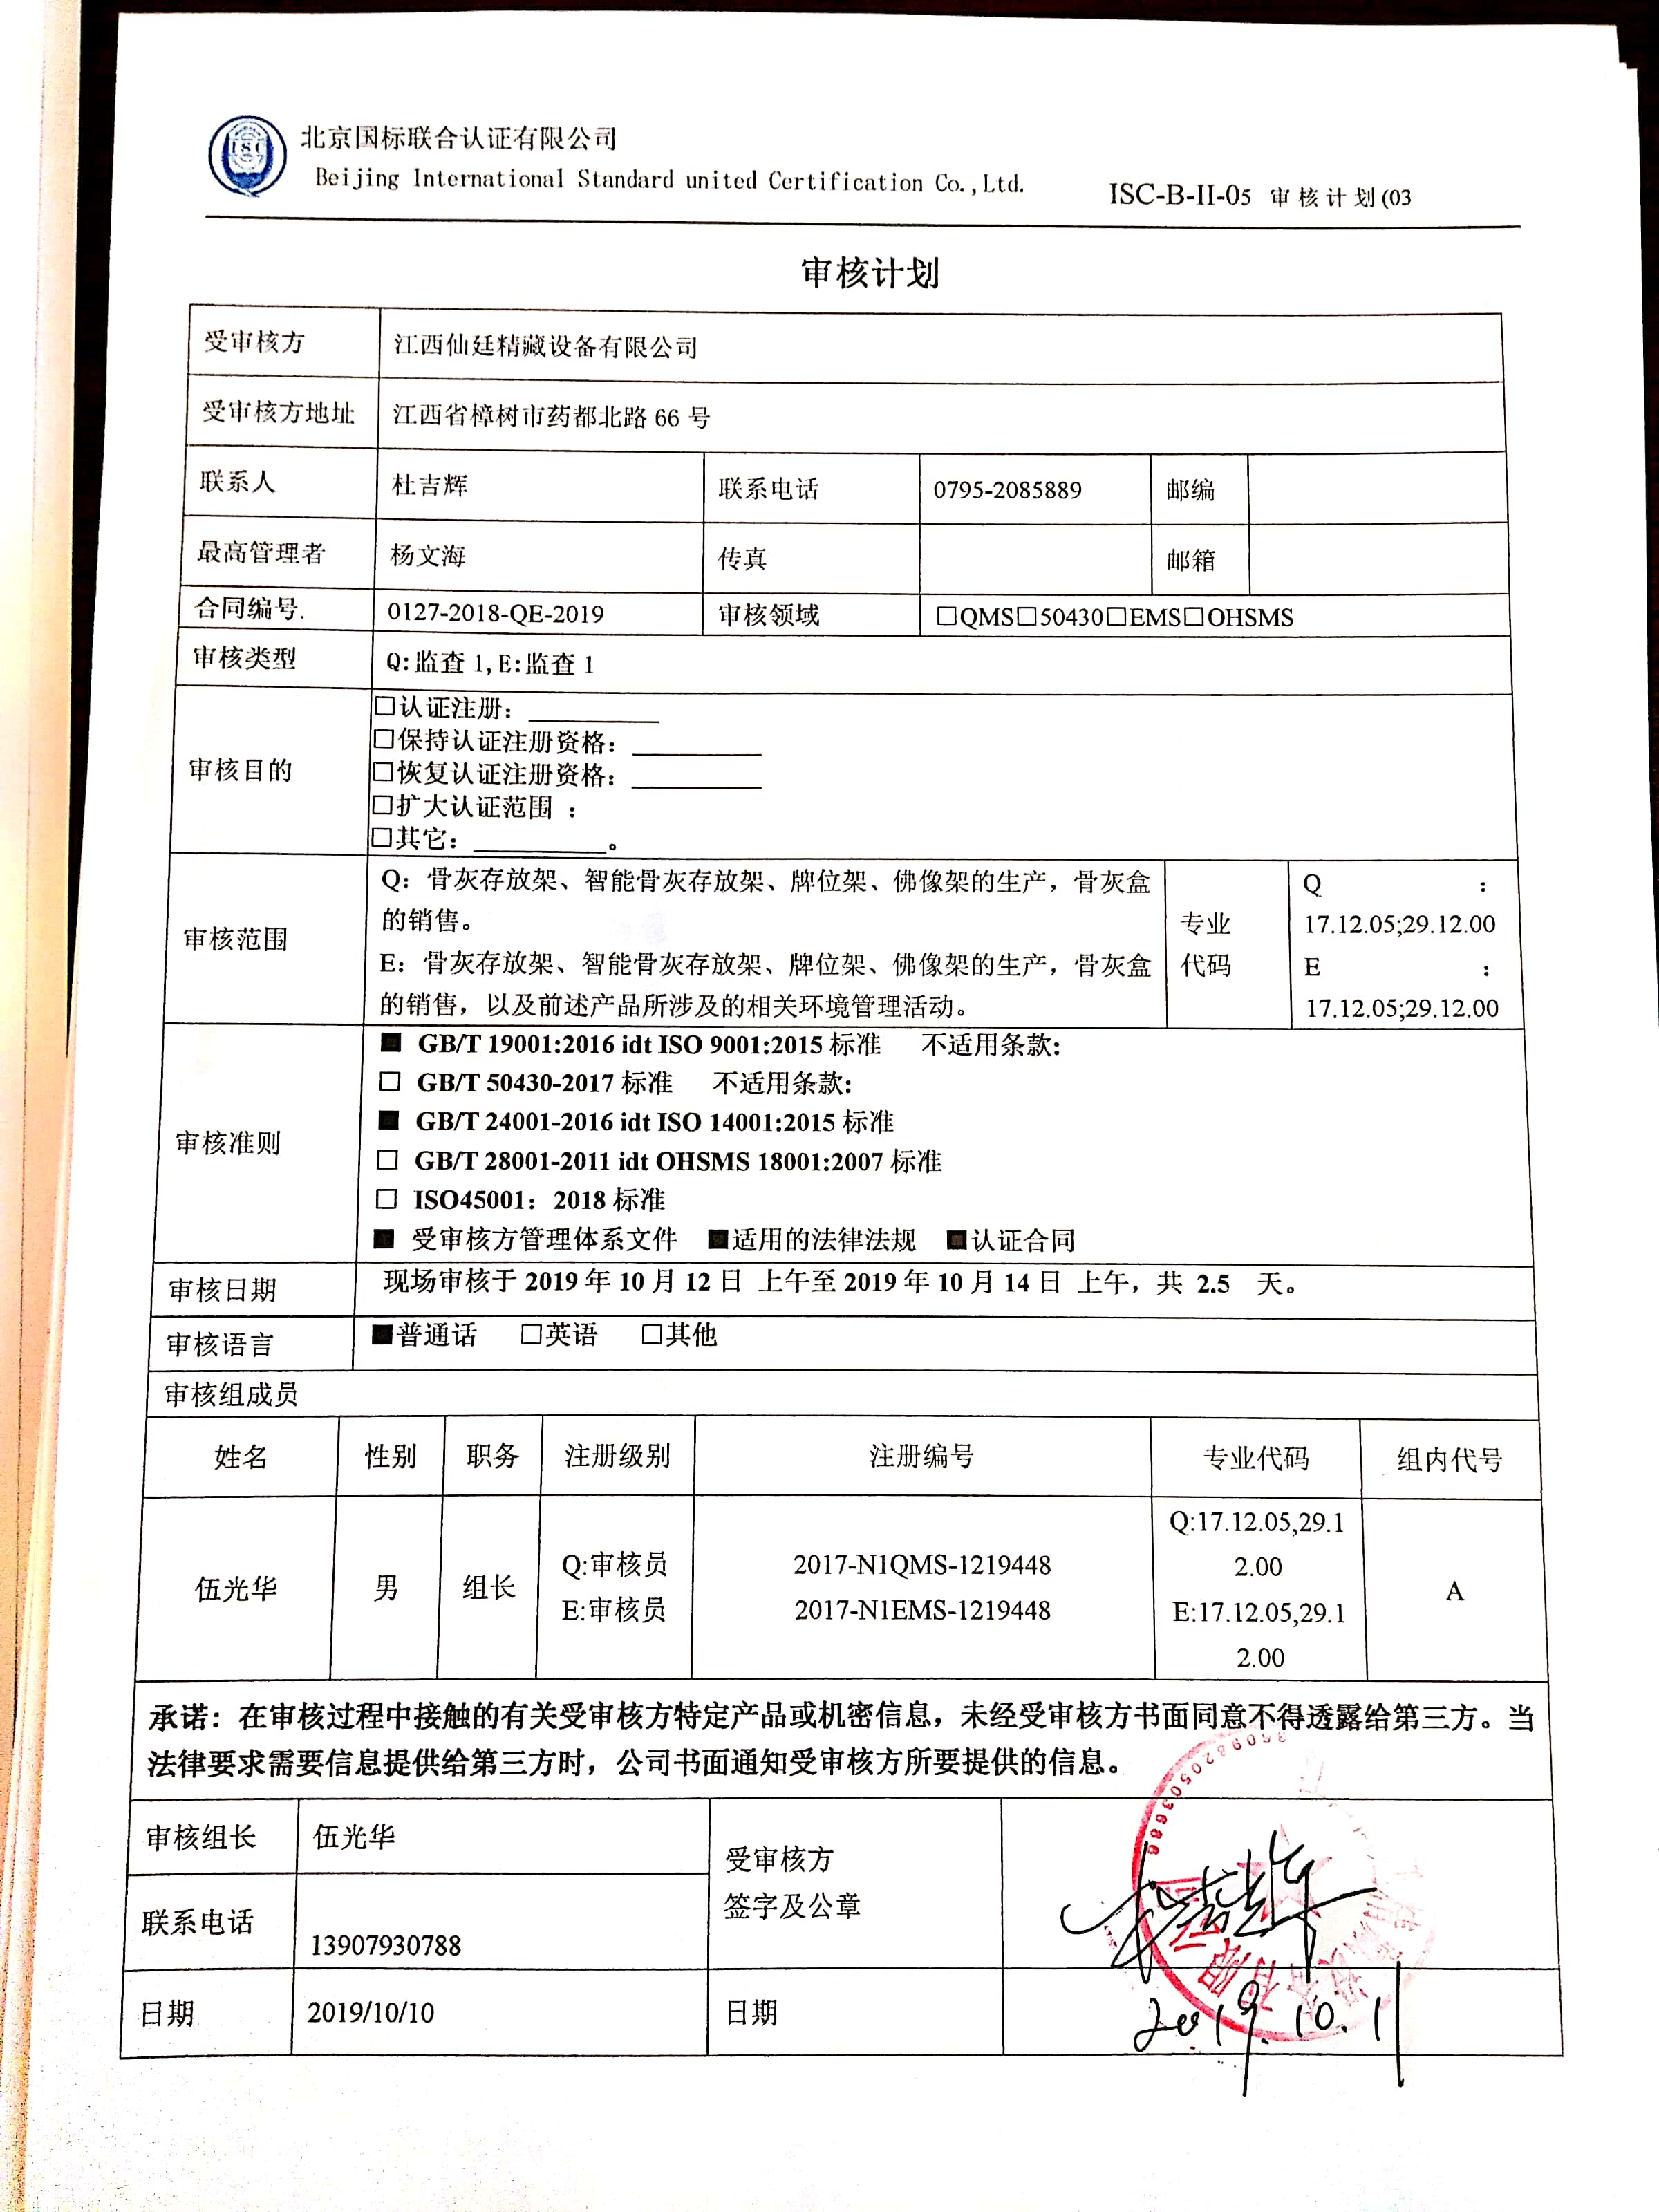 ISC
北京国标联合认证有限公司
Beijing International Standard united Certification Co.,Ltd.
ISC-B-II-05 审核计划(03
审核计划
受审核方 江西仙廷精藏设备有限公司
受审核方地址 江西省樟树市药都北路 66 号
联系人 杜吉辉 联系电话 0795-2085889 邮编
最高管理者 杨文海 传真 邮箱
合同编号. 0127-2018-QE-2019 审核领域 □QMS□50430□EMS□OHSMS
审核类型 Q:监查 1,E:监查 1
审核目的
□认证注册：
□保持认证注册资格：
□恢复认证注册资格：
□扩大认证范围 ：
□其它： 。
审核范围
Q：骨灰存放架、智能骨灰存放架、牌位架、佛像架的生产，骨灰盒
的销售。
E：骨灰存放架、智能骨灰存放架、牌位架、佛像架的生产，骨灰盒
的销售，以及前述产品所涉及的相关环境管理活动。
专业
代码
Q ：
17.12.05;29.12.00
E ：
17.12.05;29.12.00
审核准则
■ GB/T 19001:2016 idt ISO 9001:2015 标准 不适用条款:
□ GB/T 50430-2017 标准 不适用条款:
■ GB/T 24001-2016 idt ISO 14001:2015 标准
□ GB/T 28001-2011 idt OHSMS 18001:2007 标准
□ ISO45001：2018 标准
■ 受审核方管理体系文件 ■适用的法律法规 ■认证合同
审核日期 现场审核于 2019 年 10 月 12 日 上午至 2019 年 10 月 14 日 上午，共 2.5 天。
审核语言 ■普通话 □英语 □其他
审核组成员
姓名 性别 职务 注册级别 注册编号 专业代码 组内代号
伍光华 男 组长
Q:审核员
E:审核员
2017-N1QMS-1219448
2017-N1EMS-1219448
Q:17.12.05,29.1
2.00
E:17.12.05,29.1
2.00
A
承诺：在审核过程中接触的有关受审核方特定产品或机密信息，未经受审核方书面同意不得透露给第三方。当
法律要求需要信息提供给第三方时，公司书面通知受审核方所要提供的信息。
审核组长 伍光华
受审核方
签字及公章
联系电话 13907930788
日期 2019/10/10 日期 2019.10.11
有限公司